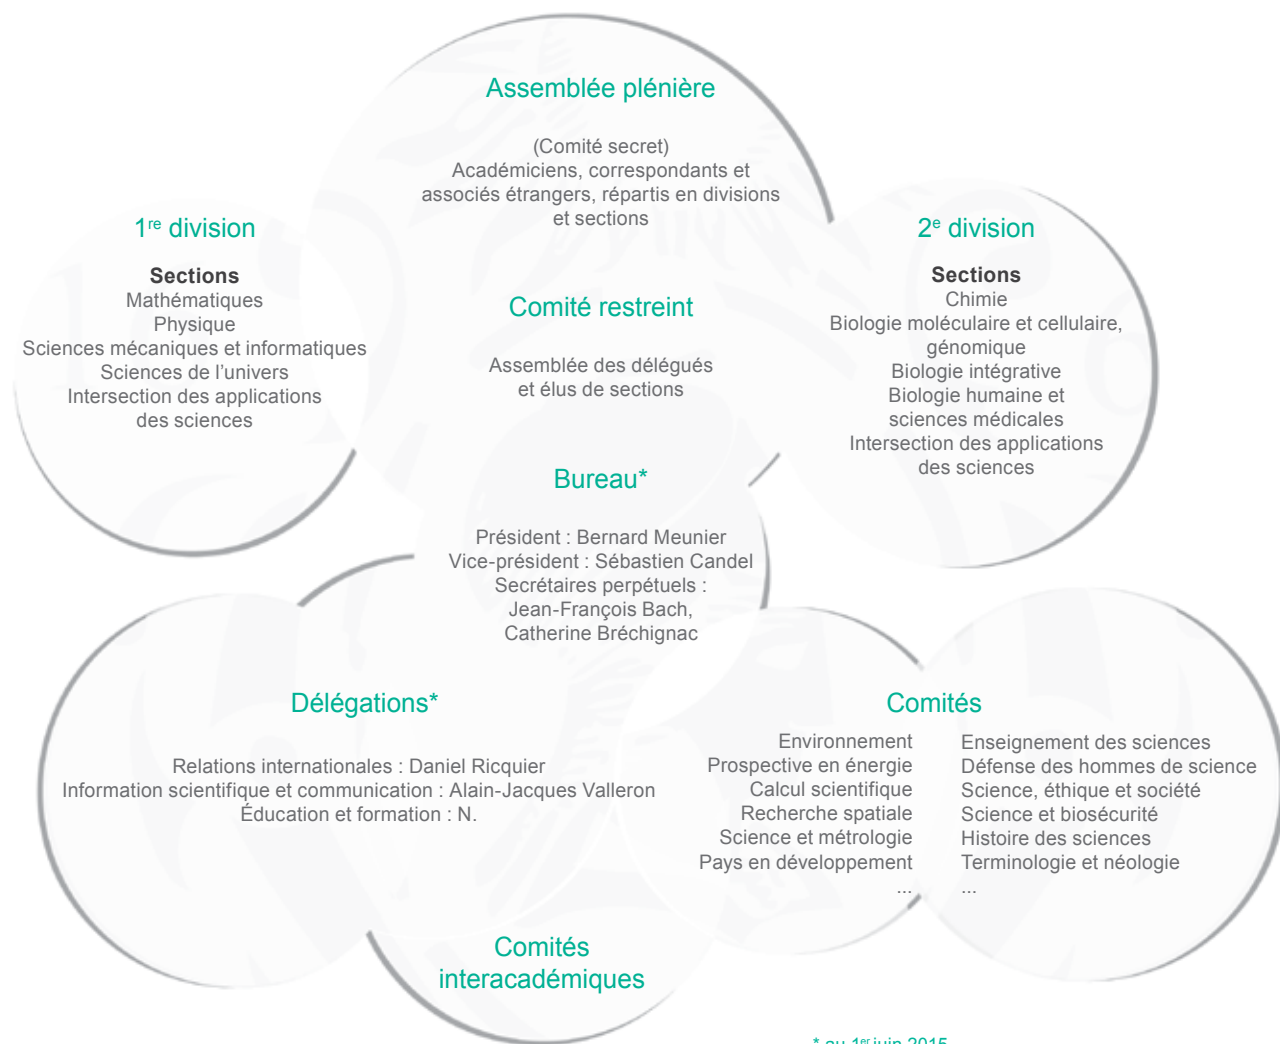 Assemblée plénière
(Comité secret)
Académiciens, correspondants et
associés étrangers, répartis en divisions
et sections
1re division
Sections
Mathématiques
Physique
Sciences mécaniques et informatiques
Sciences de l'univers
Intersection des applications
des sciences
Comité restreint
Assemblée des délégués
et élus de sections
2e division
Sections
Chimie
Biologie moléculaire et cellulaire,
génomique
Biologie intégrative
Biologie humaine et
sciences médicales
Intersection des applications
des sciences
Bureau*
Président : Bernard Meunier
Vice-président : Sébastien Candel
Secrétaires perpétuels :
Jean-François Bach,
Catherine Bréchignac
Délégations*
Relations internationales : Daniel Ricquier
Information scientifique et communication : Alain-Jacques Valleron
Éducation et formation : N.
Comités
Environnement
Prospective en énergie
Calcul scientifique
Recherche spatiale
Science et métrologie
Pays en développement
...
Enseignement des sciences
Défense des hommes de science
Science, éthique et société
Science et biosécurité
Histoire des sciences
Terminologie et néologie
...
Comités
interacadémiques
* au 1er juin 2015